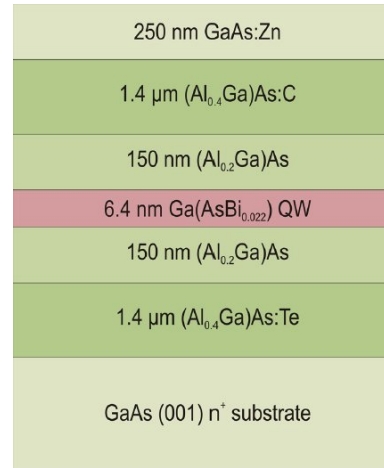 250 nm GaAs:Zn
1.4 µm (Al₀.₄Ga)As:C
150 nm (Al₀.₂Ga)As
6.4 nm Ga(AsBi₀.₀₂₂) QW
150 nm (Al₀.₂Ga)As
1.4 µm (Al₀.₄Ga)As:Te
GaAs (001) n⁺ substrate